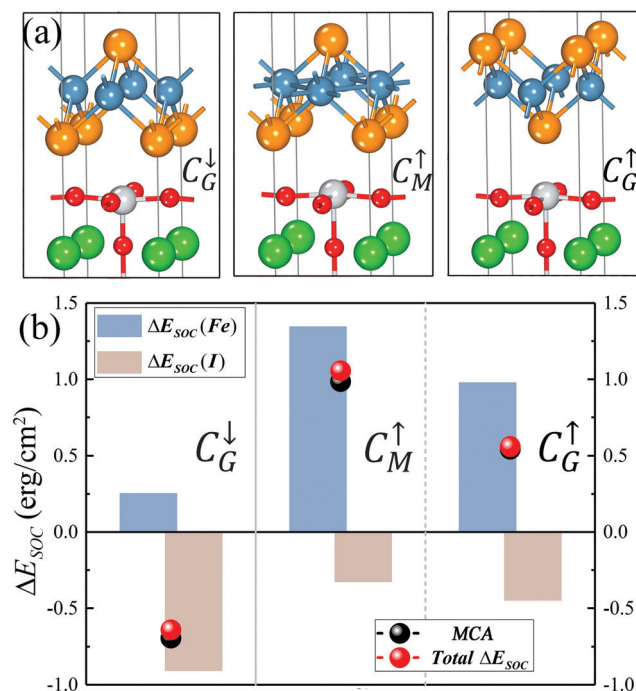 (a)
C_G^↓
C_M^↑
C_G^↑
(b)
ΔE_SOC(Fe)
ΔE_SOC(I)
C_G^↓
C_M^↑
C_G^↑
ΔE_SOC (erg/cm²)
1.5
1.0
0.5
0.0
-0.5
-1.0
1.5
1.0
0.5
0.0
-0.5
-1.0
MCA
Total ΔE_SOC